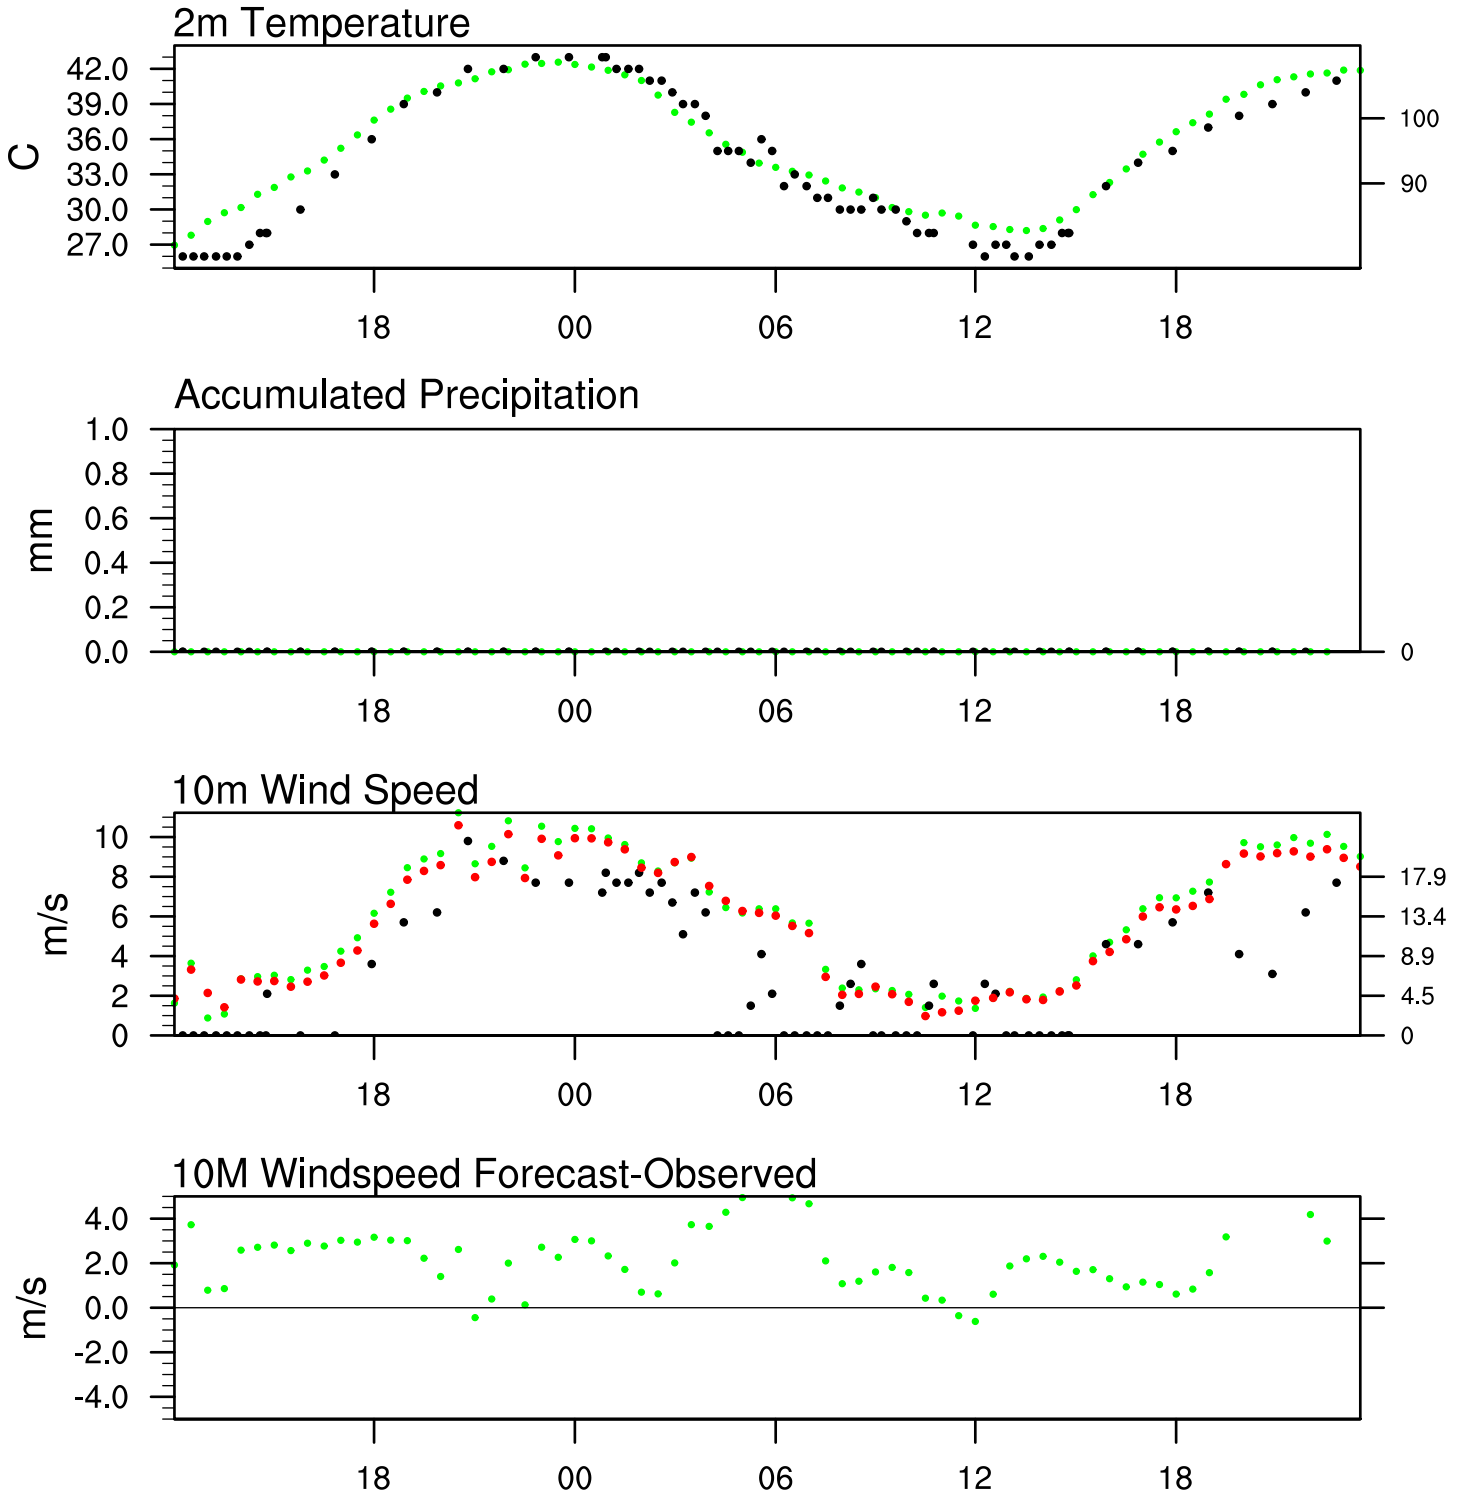 2m Temperature
42.0
39.0
36.0
33.0
30.0
27.0
C
100
90
18 00 06 12 18
Accumulated Precipitation
1.0
0.8
0.6
0.4
0.2
0.0
mm
0
18 00 06 12 18
10m Wind Speed
10
8
6
4
2
0
m/s
17.9
13.4
8.9
4.5
0
18 00 06 12 18
10M Windspeed Forecast-Observed
4.0
2.0
0.0
-2.0
-4.0
m/s
18 00 06 12 18